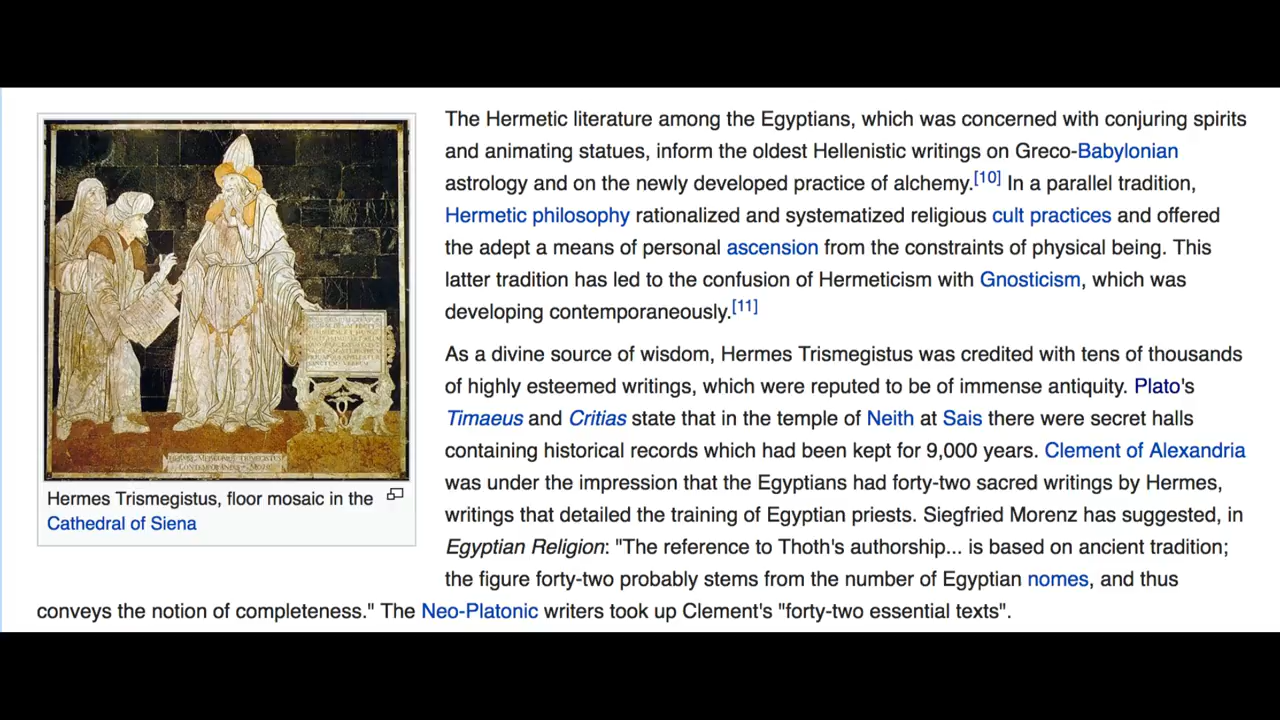 The Hermetic literature among the Egyptians, which was concerned with conjuring spirits
and animating statues, inform the oldest Hellenistic writings on Greco-Babylonian
astrology and on the newly developed practice of alchemy.[10] In a parallel tradition,
Hermetic philosophy rationalized and systematized religious cult practices and offered
the adept a means of personal ascension from the constraints of physical being. This
latter tradition has led to the confusion of Hermeticism with Gnosticism, which was
developing contemporaneously.[11]
As a divine source of wisdom, Hermes Trismegistus was credited with tens of thousands
of highly esteemed writings, which were reputed to be of immense antiquity. Plato's
Timaeus and Critias state that in the temple of Neith at Sais there were secret halls
containing historical records which had been kept for 9,000 years. Clement of Alexandria
was under the impression that the Egyptians had forty-two sacred writings by Hermes,
writings that detailed the training of Egyptian priests. Siegfried Morenz has suggested, in
Egyptian Religion: "The reference to Thoth's authorship... is based on ancient tradition;
the figure forty-two probably stems from the number of Egyptian nomes, and thus
conveys the notion of completeness." The Neo-Platonic writers took up Clement's "forty-two essential texts".
Hermes Trismegistus, floor mosaic in the
Cathedral of Siena